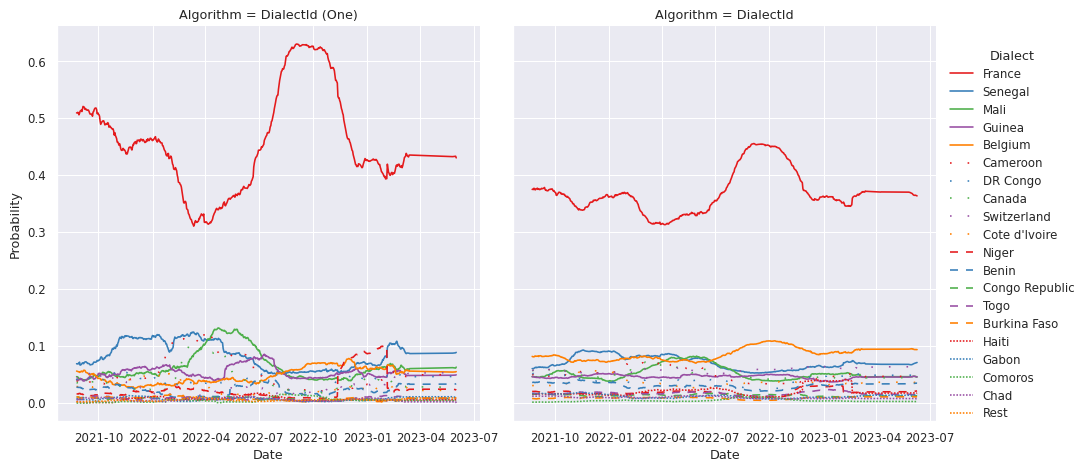 Algorithm = DialectId (One)
Algorithm = DialectId
Probability
0.6
0.5
0.4
0.3
0.2
0.1
0.0
2021-10 2022-01 2022-04 2022-07 2022-10 2023-01 2023-04 2023-07
Date
2021-10 2022-01 2022-04 2022-07 2022-10 2023-01 2023-04 2023-07
Date
Dialect
France
Senegal
Mali
Guinea
Belgium
Cameroon
DR Congo
Canada
Switzerland
Cote d'Ivoire
Niger
Benin
Congo Republic
Togo
Burkina Faso
Haiti
Gabon
Comoros
Chad
Rest